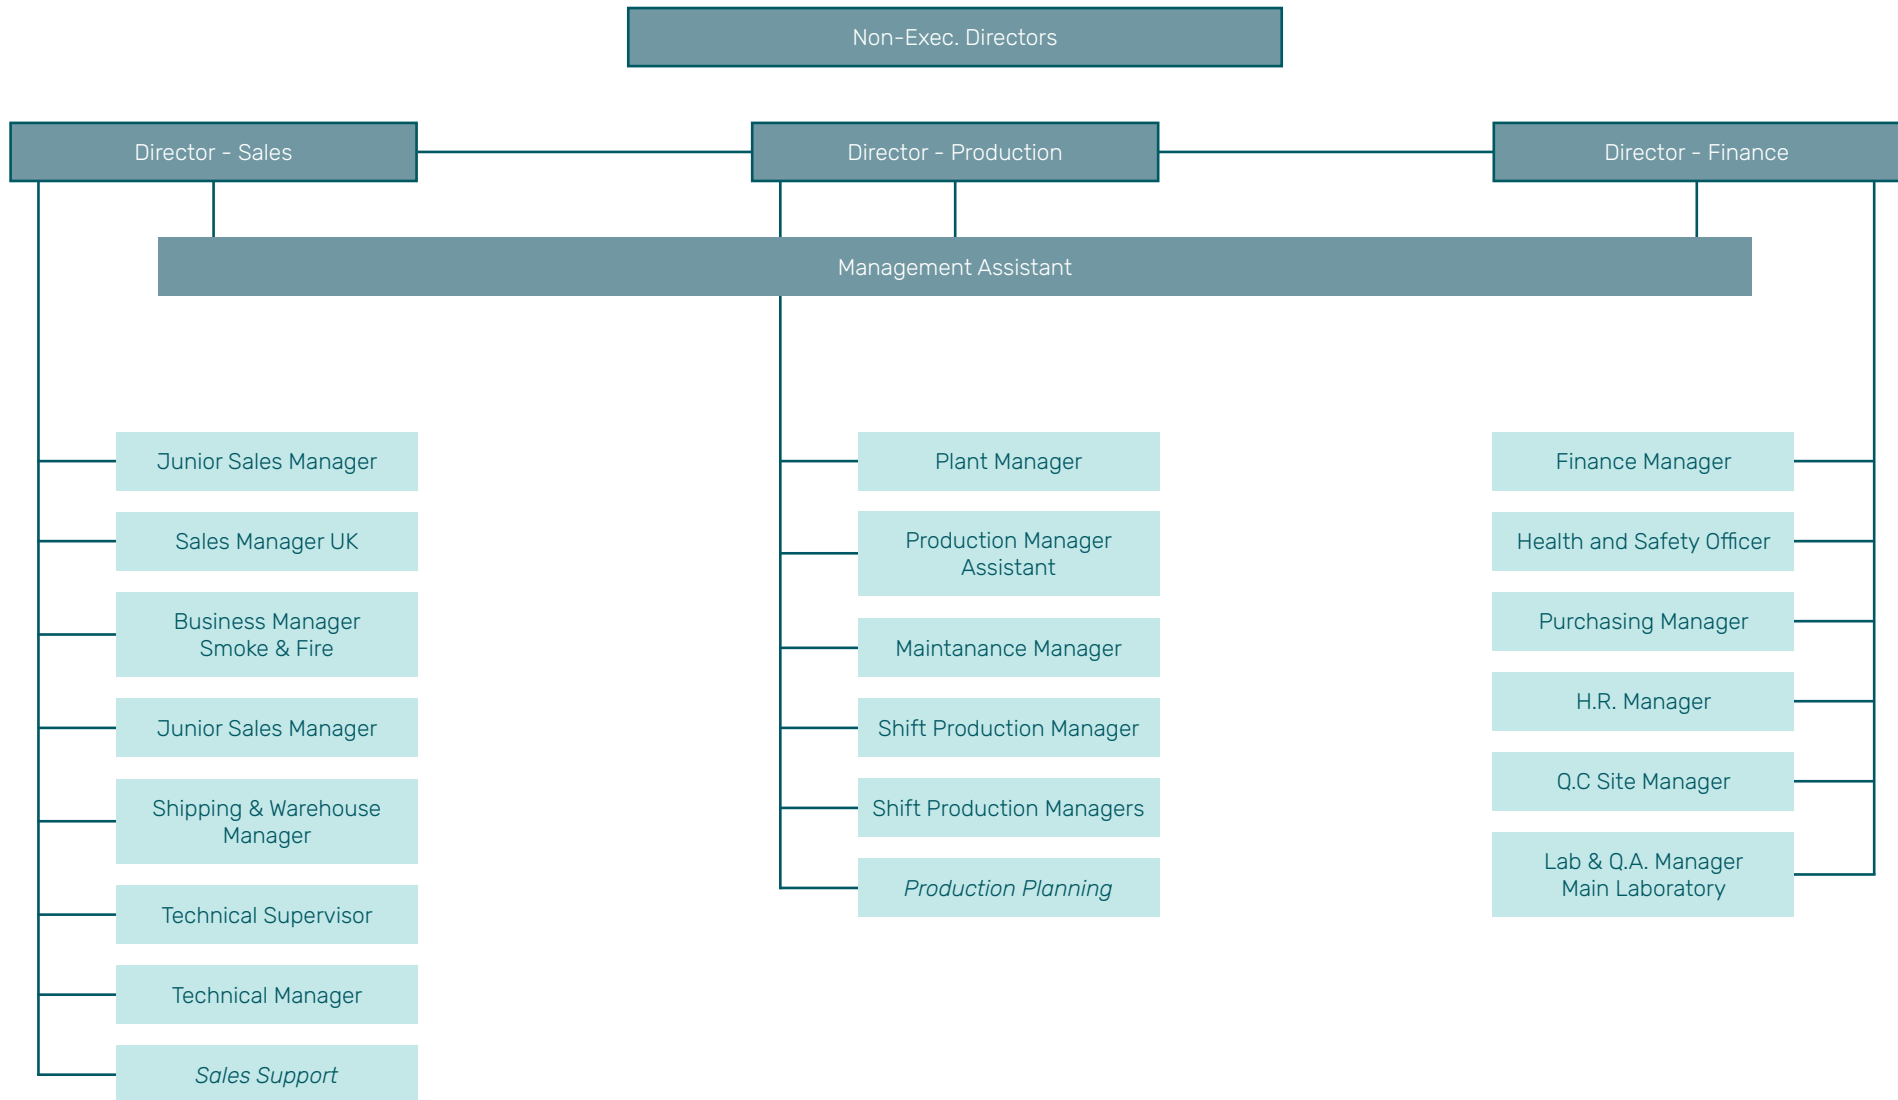 Non-Exec. Directors
Director - Sales
Director - Production
Director - Finance
Management Assistant
Junior Sales Manager
Sales Manager UK
Business Manager
Smoke & Fire
Junior Sales Manager
Shipping & Warehouse
Manager
Technical Supervisor
Technical Manager
Sales Support
Plant Manager
Production Manager
Assistant
Maintanance Manager
Shift Production Manager
Shift Production Managers
Production Planning
Finance Manager
Health and Safety Officer
Purchasing Manager
H.R. Manager
Q.C Site Manager
Lab & Q.A. Manager
Main Laboratory